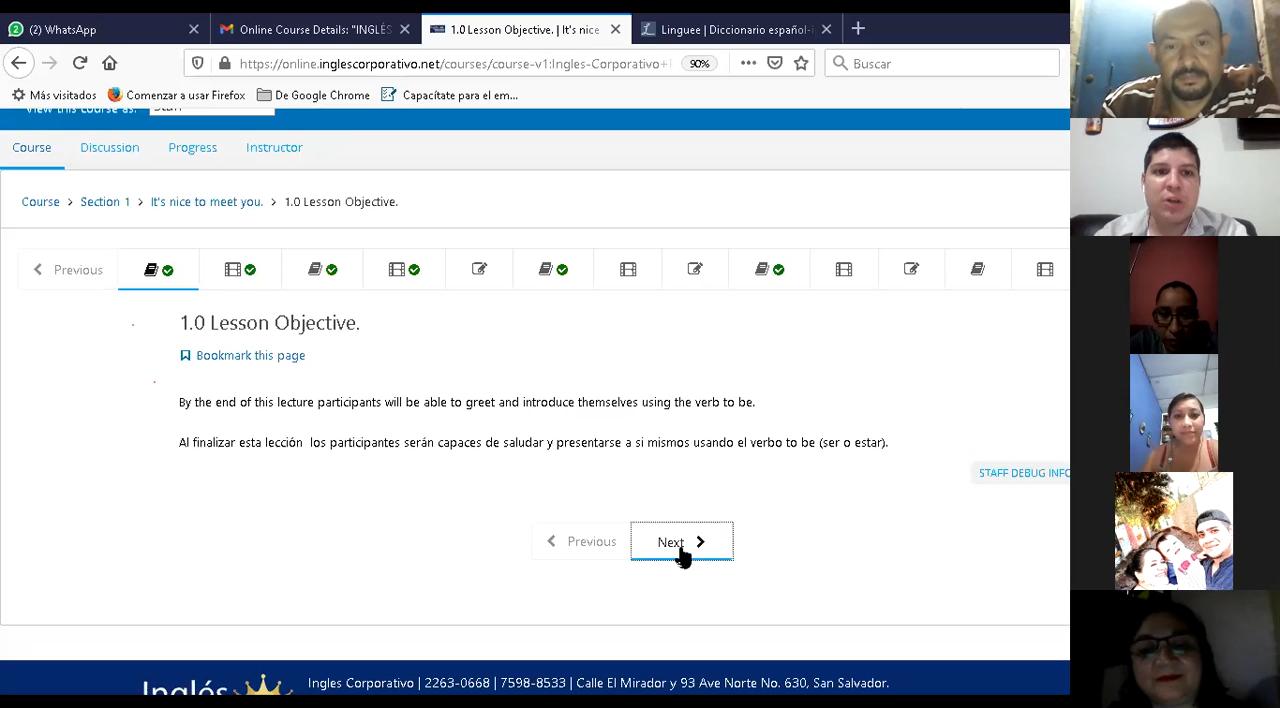 (2) WhatsApp
Online Course Details: "INGLÉS
1.0 Lesson Objective. | It's nice
Linguee | Diccionario español-i
https://online.inglescorporativo.net/courses/course-v1:Ingles-Corporativo+
90%
Buscar
Más visitados
Comenzar a usar Firefox
De Google Chrome
Capacítate para el em...
View this course as:
Course
Discussion
Progress
Instructor
Course > Section 1 > It's nice to meet you. > 1.0 Lesson Objective.
Previous
1.0 Lesson Objective.
Bookmark this page
By the end of this lecture participants will be able to greet and introduce themselves using the verb to be.
Al finalizar esta lección los participantes serán capaces de saludar y presentarse a si mismos usando el verbo to be (ser o estar).
STAFF DEBUG INFO
Previous
Next
Inglés
Ingles Corporativo | 2263-0668 | 7598-8533 | Calle El Mirador y 93 Ave Norte No. 630, San Salvador.